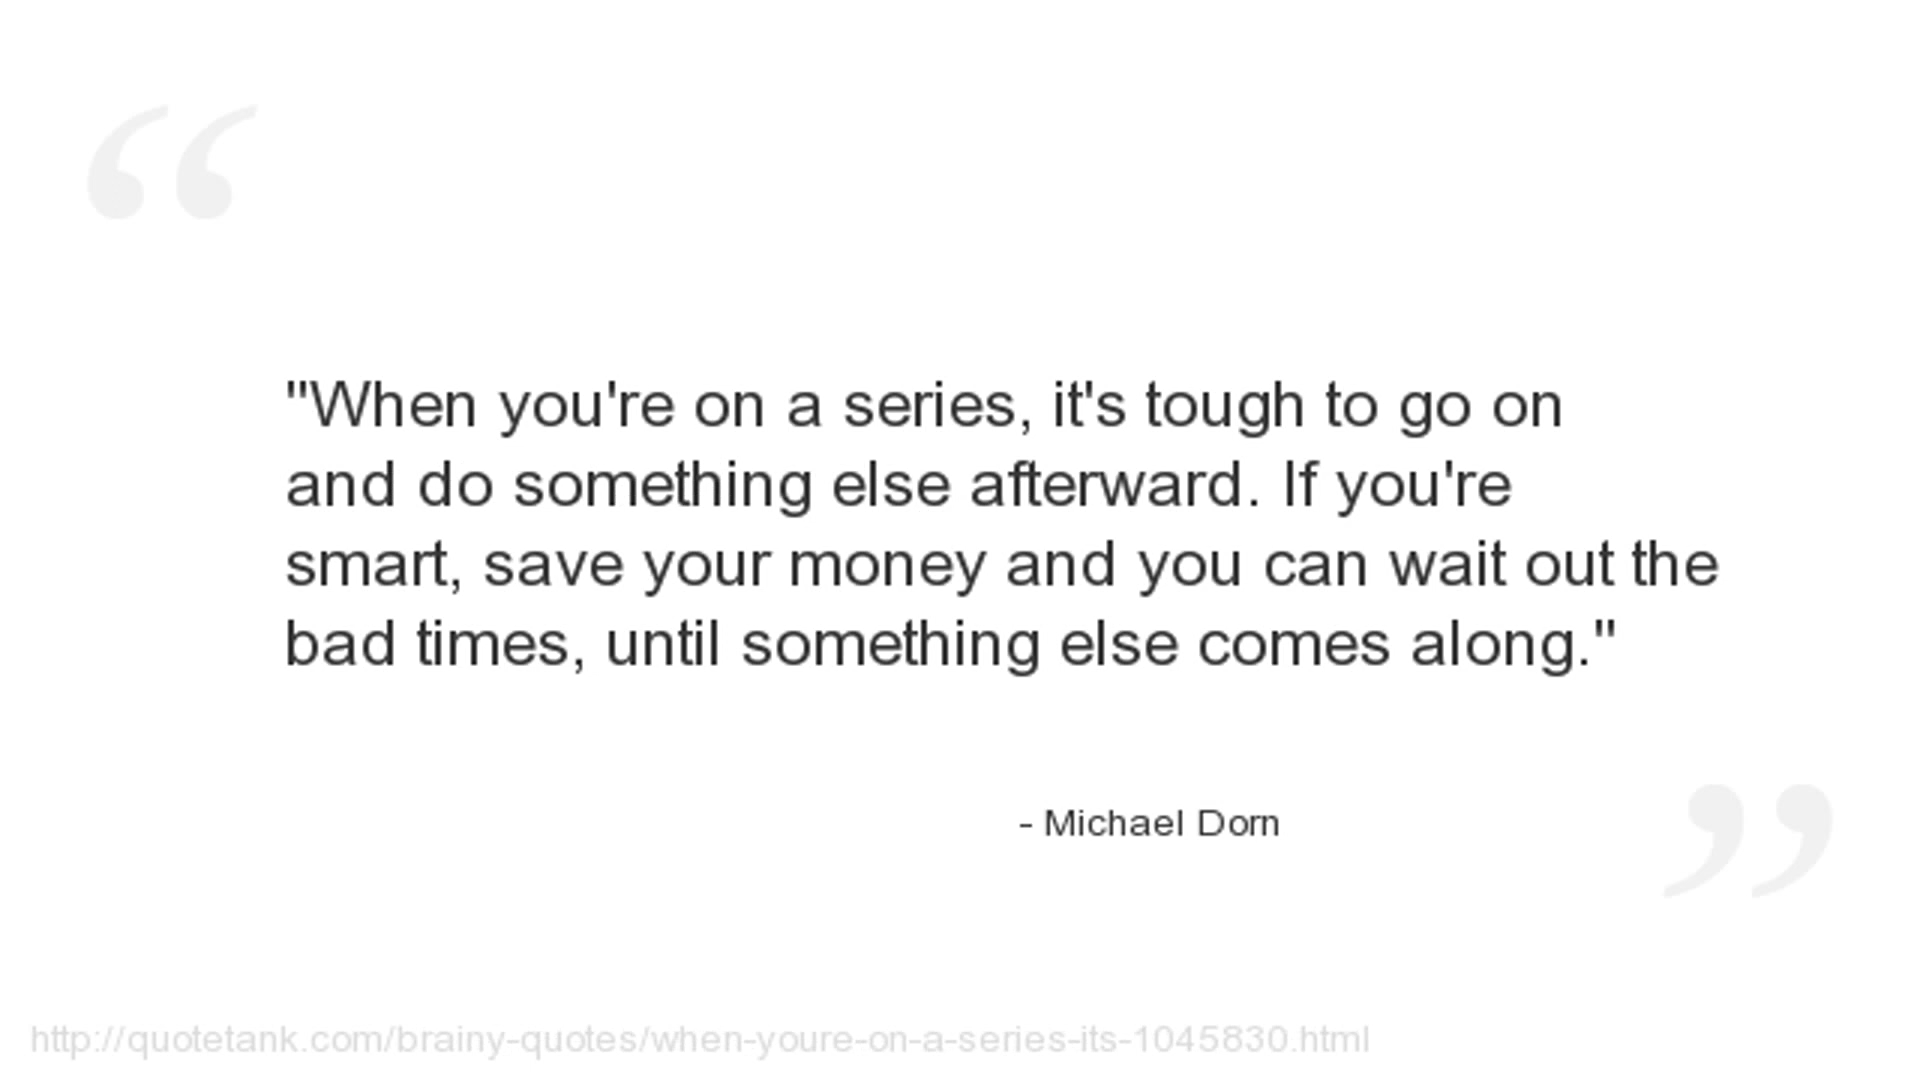 "When you're on a series, it's tough to go on
and do something else afterward. If you're
smart, save your money and you can wait out the
bad times, until something else comes along."
- Michael Dorn
http://quotetank.com/brainy-quotes/when-youre-on-a-series-its-1045830.html